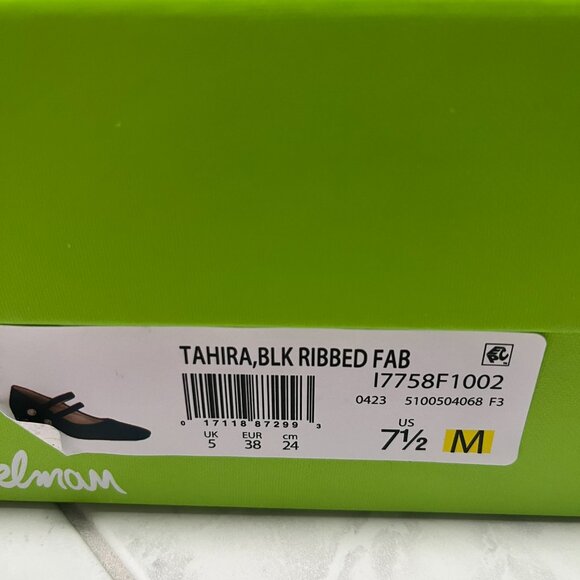 TAHIRA,BLK RIBBED FAB
I7758F1002
0423 5100504068 F3
0 17118 87299 3
UK EUR cm
5 38 24
US
7½ M
elman